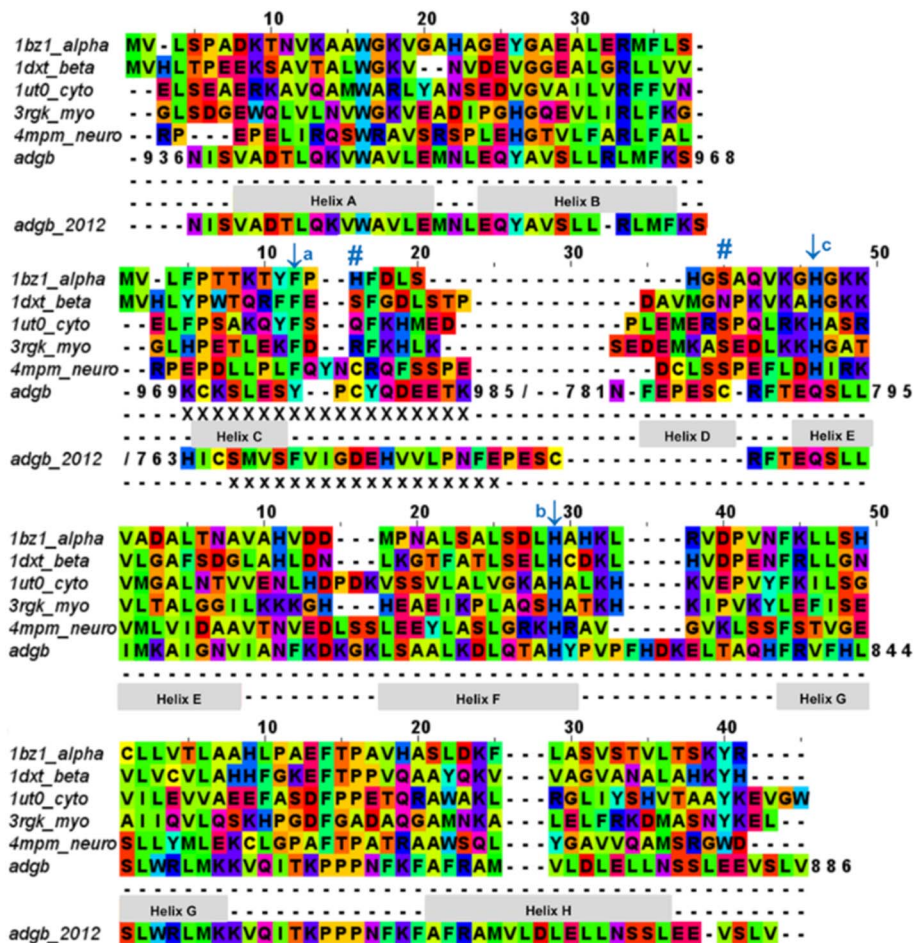 10 20 30
1bz1_alpha MV-LSPADKTNVKAAWGKVGAHAGEYGAEALERMFLS-
1dxt_beta MVHLTPEEKSAVTALWGKV--NVDEVGGEALGRLLVV-
1ut0_cyto --ELSEAERKAVQAMWARLYANSEDVGVAILVRFFVN-
3rgk_myo --GLSDGEWQLVLNVWGKVEADIPGHGQEVLIRLFKG-
4mpm_neuro --RP---EPELIRQSWRAVSRSPLEHGTVLFARLFAL-
adgb -936NISVADTLQKVWAVLEMNLEQYAVSLLRLMFKS968
Helix A Helix B
adgb_2012 ----NISVADTLQKVWAVLEMNLEQYAVSLL-RLMFKS
10 ↓a # 20 30 # ↓c 50
1bz1_alpha MV-LFPTTKTYFP--HFDLS-----------------HGSAQVKGHGKK
1dxt_beta MVHLYPWTQRFFE--SFGDLSTP-----------DAVMGNPKVKAHGKK
1ut0_cyto --ELFPSAKQYFS--QFKHMED-----------PLEMERSPQLRKHASR
3rgk_myo --GLHPETLEKFD--RFKHLK-----------SEDEMKASEDLKKHGAT
4mpm_neuro --RPEPDLLPLFQYNCRQFSSPE------------DCLSSPEFLDHIRK
adgb -969KCKSLESY--PCYQDEETK985/--781N-FEPESC-RFTEQSLL795
XXXXXXXXXXXXXXXXXXX
Helix C Helix D Helix E
adgb_2012 /763HICSMVSFVIGDEHVVLPNFEPESC------------RFTEQSLL
XXXXXXXXXXXXXXXXXX
10 20 b↓ 30 40 50
1bz1_alpha VADALTNAVAHVDD---MPNALSALSDLHAHKL----RVDPVNFKLLSH
1dxt_beta VLGAFSDGLAHLDN---LKGTFATLSELHCDKL----HVDPENFRLLGN
1ut0_cyto VMGALNTVVENLHDPDKVSSVLALVGKAHALKH----KVEPVYFKILSG
3rgk_myo VLTALGGILKKKGH---HEAEIKPLAQSHATKH----KIPVKYLEFISE
4mpm_neuro VMLVIDAAVTNVEDLSSLEEYLASLGRKHRAV-----GVKLSSFSTVGE
adgb IMKAIGNVIANFKDKGKLSAALKDLQTAHYPVPFHDKELTAQHFRVFHL844
Helix E Helix F Helix G
10 20 30 40
1bz1_alpha CLLVTLAAHLPAEFTPAVHASLDKF---LASVSTVLTSKYR----
1dxt_beta VLVCVLAHHFGKEFTPPVQAAYQKV---VAGVANALAHKYH----
1ut0_cyto VILEVVAEEFASDFPPETQRAWAKL---RGLIYSHVTAAYKEVGW
3rgk_myo AIIQVLQSKHPGDFGADAQGAMNKA---LELFRKDMASNYKEL--
4mpm_neuro SLLYMLEKCLGPAFTPATRAAWSQL---YGAVVQAMSRGWD----
adgb SLWRLMKKVQITKPPPNFKFAFRAM---VLDLELLNSSLEEVSLV886
Helix G Helix H
adgb_2012 SLWRLMKKVQITKPPPNFKFAFRAMVLDLELLNSSLEE-VSLV--